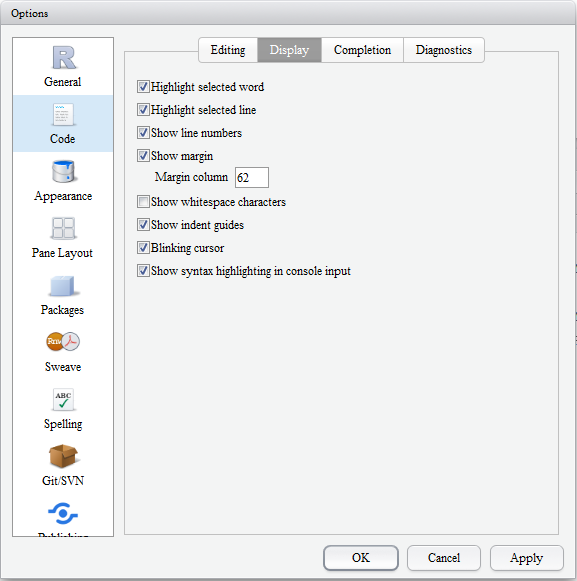 Options
General
Code
Appearance
Pane Layout
Packages
Sweave
Spelling
Git/SVN
Editing Display Completion Diagnostics
Highlight selected word
Highlight selected line
Show line numbers
Show margin
Margin column 62
Show whitespace characters
Show indent guides
Blinking cursor
Show syntax highlighting in console input
R
ABC
OK Cancel Apply